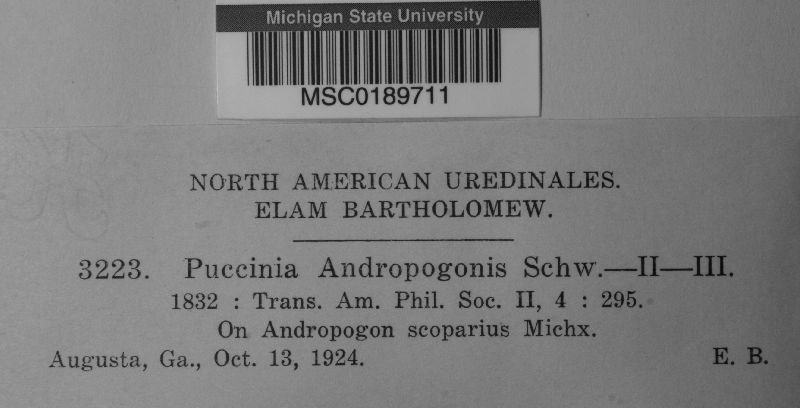 Michigan State University
MSC0189711
NORTH AMERICAN UREDINALES.
ELAM BARTHOLOMEW.
3223. Puccinia Andropogonis Schw.—II—III.
1832 : Trans. Am. Phil. Soc. II, 4 : 295.
On Andropogon scoparius Michx.
Augusta, Ga., Oct. 13, 1924. E. B.